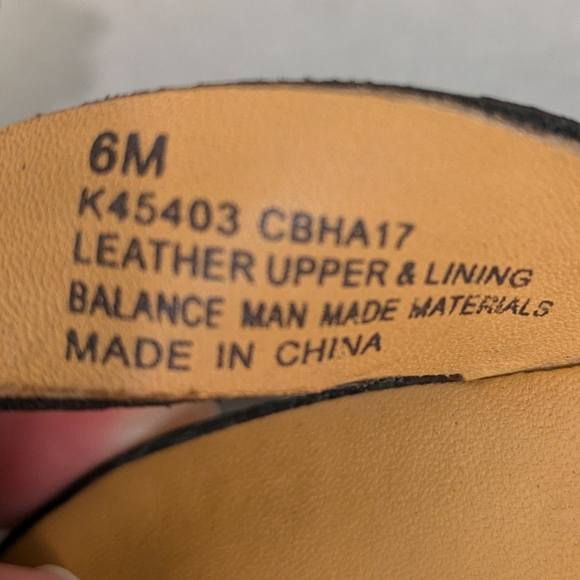 6M
K45403 CBHA17
LEATHER UPPER & LINING
BALANCE MAN MADE MATERIALS
MADE IN CHINA